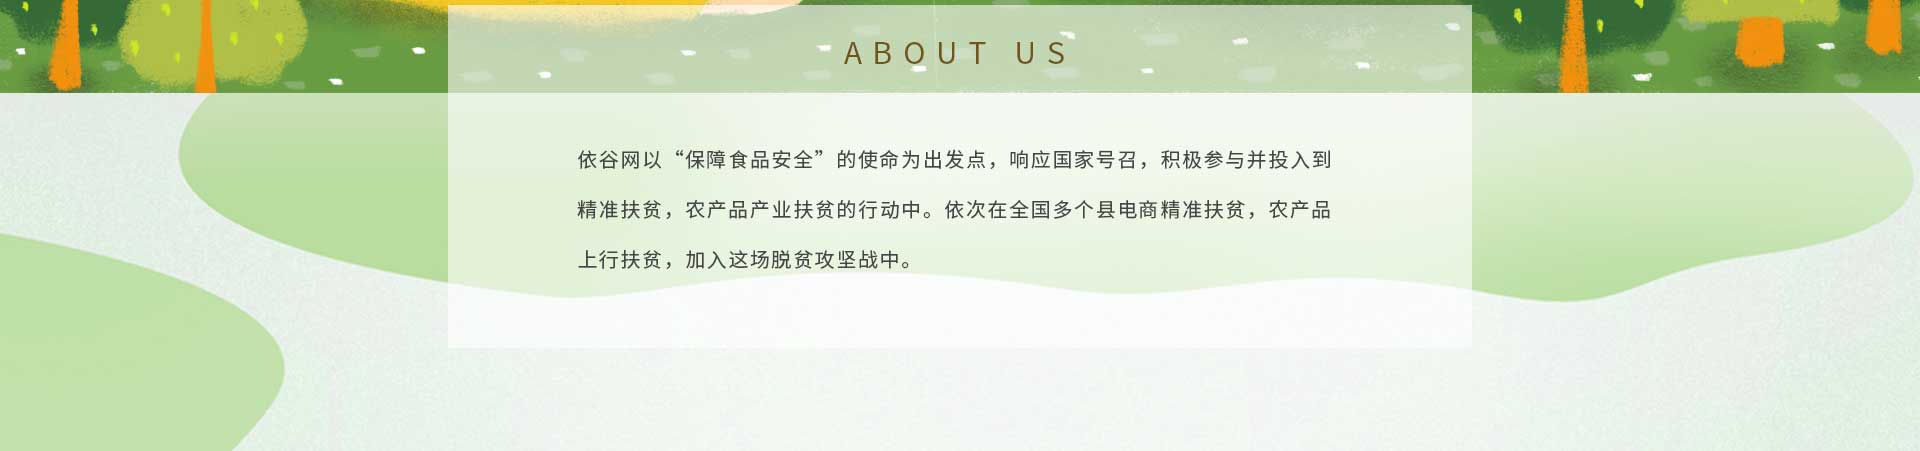 ABOUT US
依谷网以“保障食品安全”的使命为出发点，响应国家号召，积极参与并投入到
精准扶贫，农产品产业扶贫的行动中。依次在全国多个县电商精准扶贫，农产品
上行扶贫，加入这场脱贫攻坚战中。